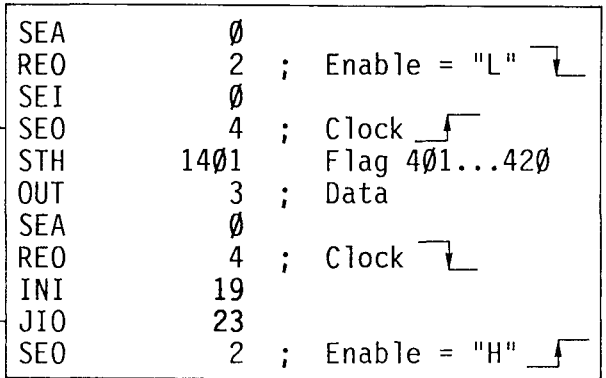 SEA Ø
REO 2 ; Enable = "L"
SEI Ø
SEO 4 ; Clock
STH 14Ø1 Flag 4Ø1...42Ø
OUT 3 ; Data
SEA Ø
REO 4 ; Clock
INI 19
JIO 23
SEO 2 ; Enable = "H"